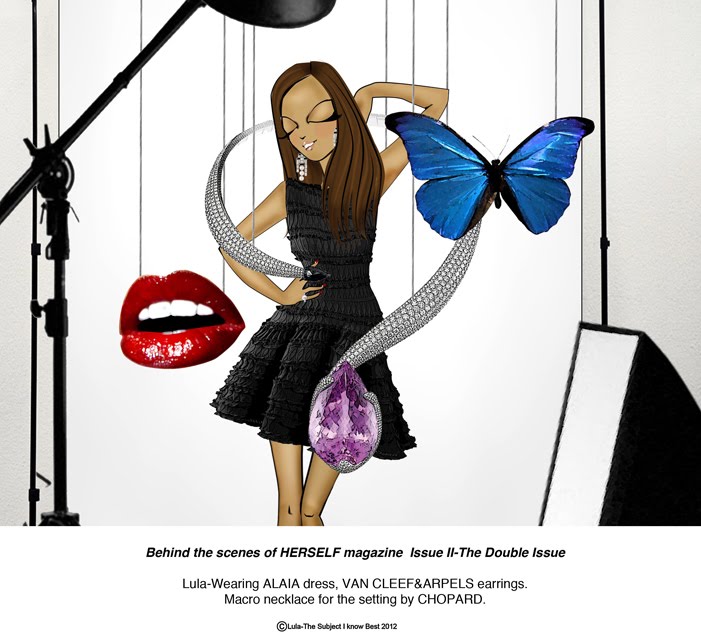 Behind the scenes of HERSELF magazine Issue II-The Double Issue
Lula-Wearing ALAIA dress, VAN CLEEF&ARPELS earrings.
Macro necklace for the setting by CHOPARD.
©Lula-The Subject I know Best 2012